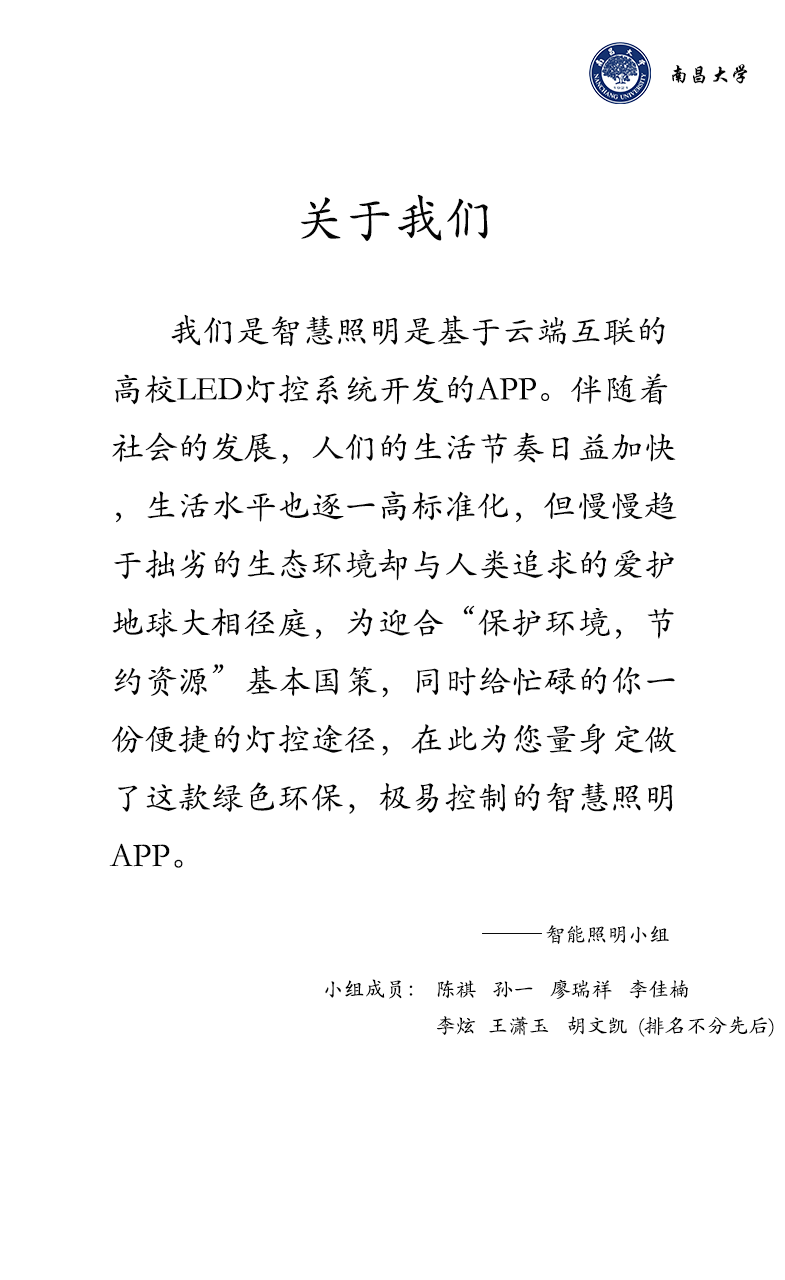 南昌大学
NANCHANG UNIVERSITY
1921
南昌大学
关于我们
我们是智慧照明是基于云端互联的
高校LED灯控系统开发的APP。伴随着
社会的发展，人们的生活节奏日益加快
，生活水平也逐一高标准化，但慢慢趋
于拙劣的生态环境却与人类追求的爱护
地球大相径庭，为迎合“保护环境，节
约资源”基本国策，同时给忙碌的你一
份便捷的灯控途径，在此为您量身定做
了这款绿色环保，极易控制的智慧照明
APP。
———智能照明小组
小组成员： 陈祺 孙一 廖瑞祥 李佳楠
李炫 王潇玉 胡文凯 (排名不分先后)